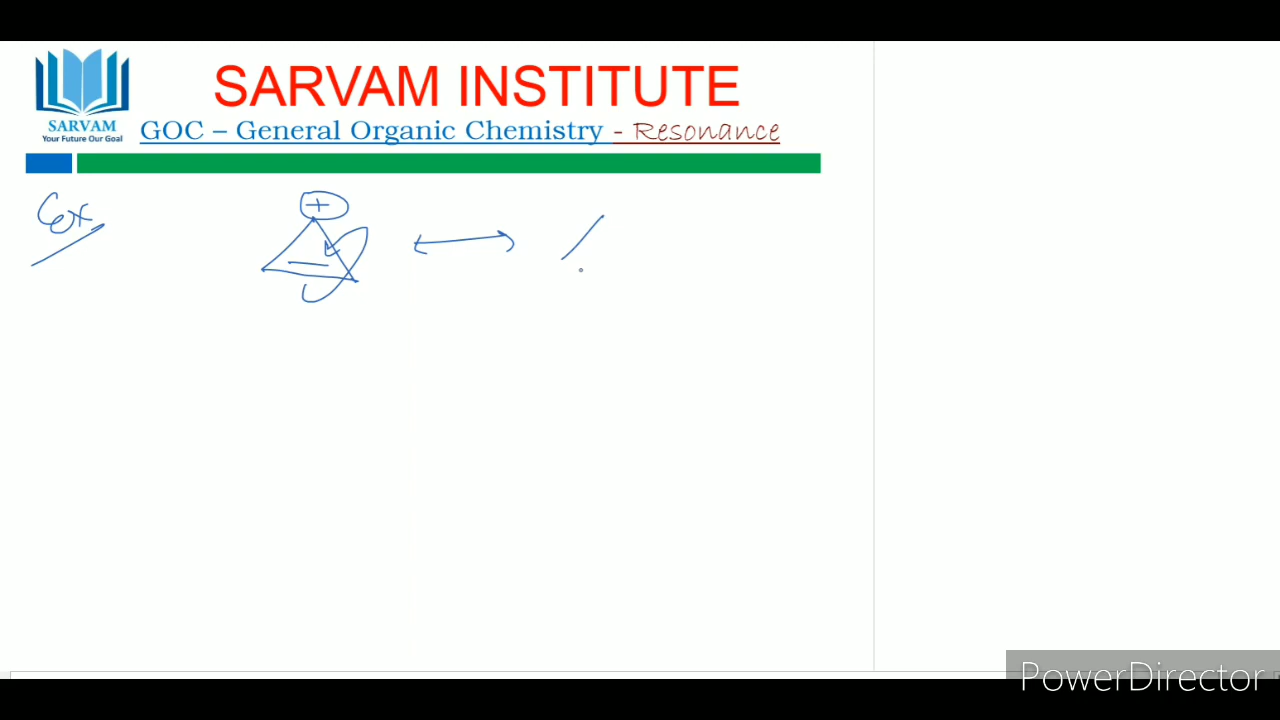 SARVAM INSTITUTE
SARVAM
Your Future Our Goal
GOC – General Organic Chemistry - Resonance
Ex
+
PowerDirector